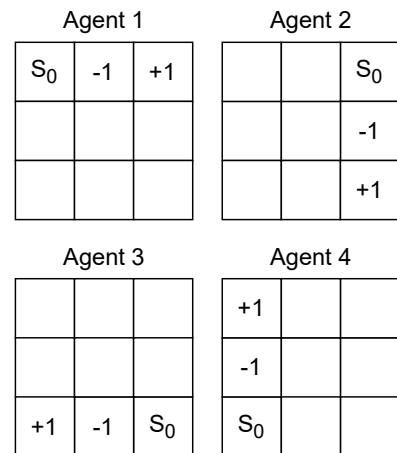 Agent 1
S₀ -1 +1
Agent 2
S₀
-1
+1
Agent 3
+1 -1 S₀
Agent 4
+1
-1
S₀